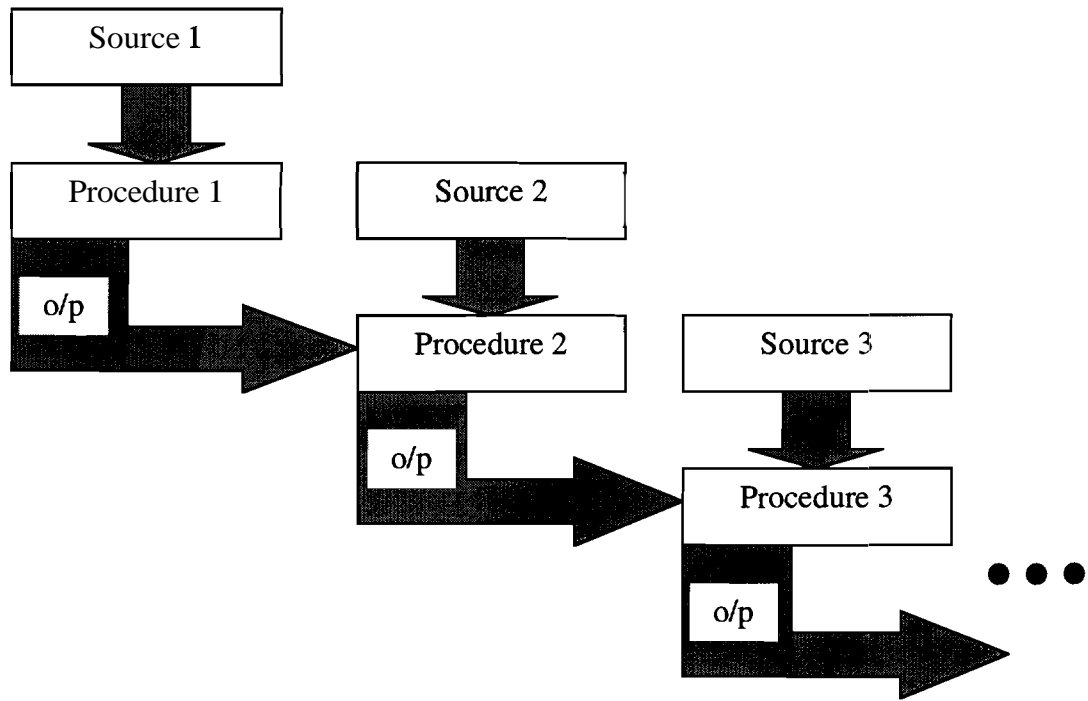 Source 1
Procedure 1
Source 2
o/p
Procedure 2
Source 3
o/p
Procedure 3
o/p